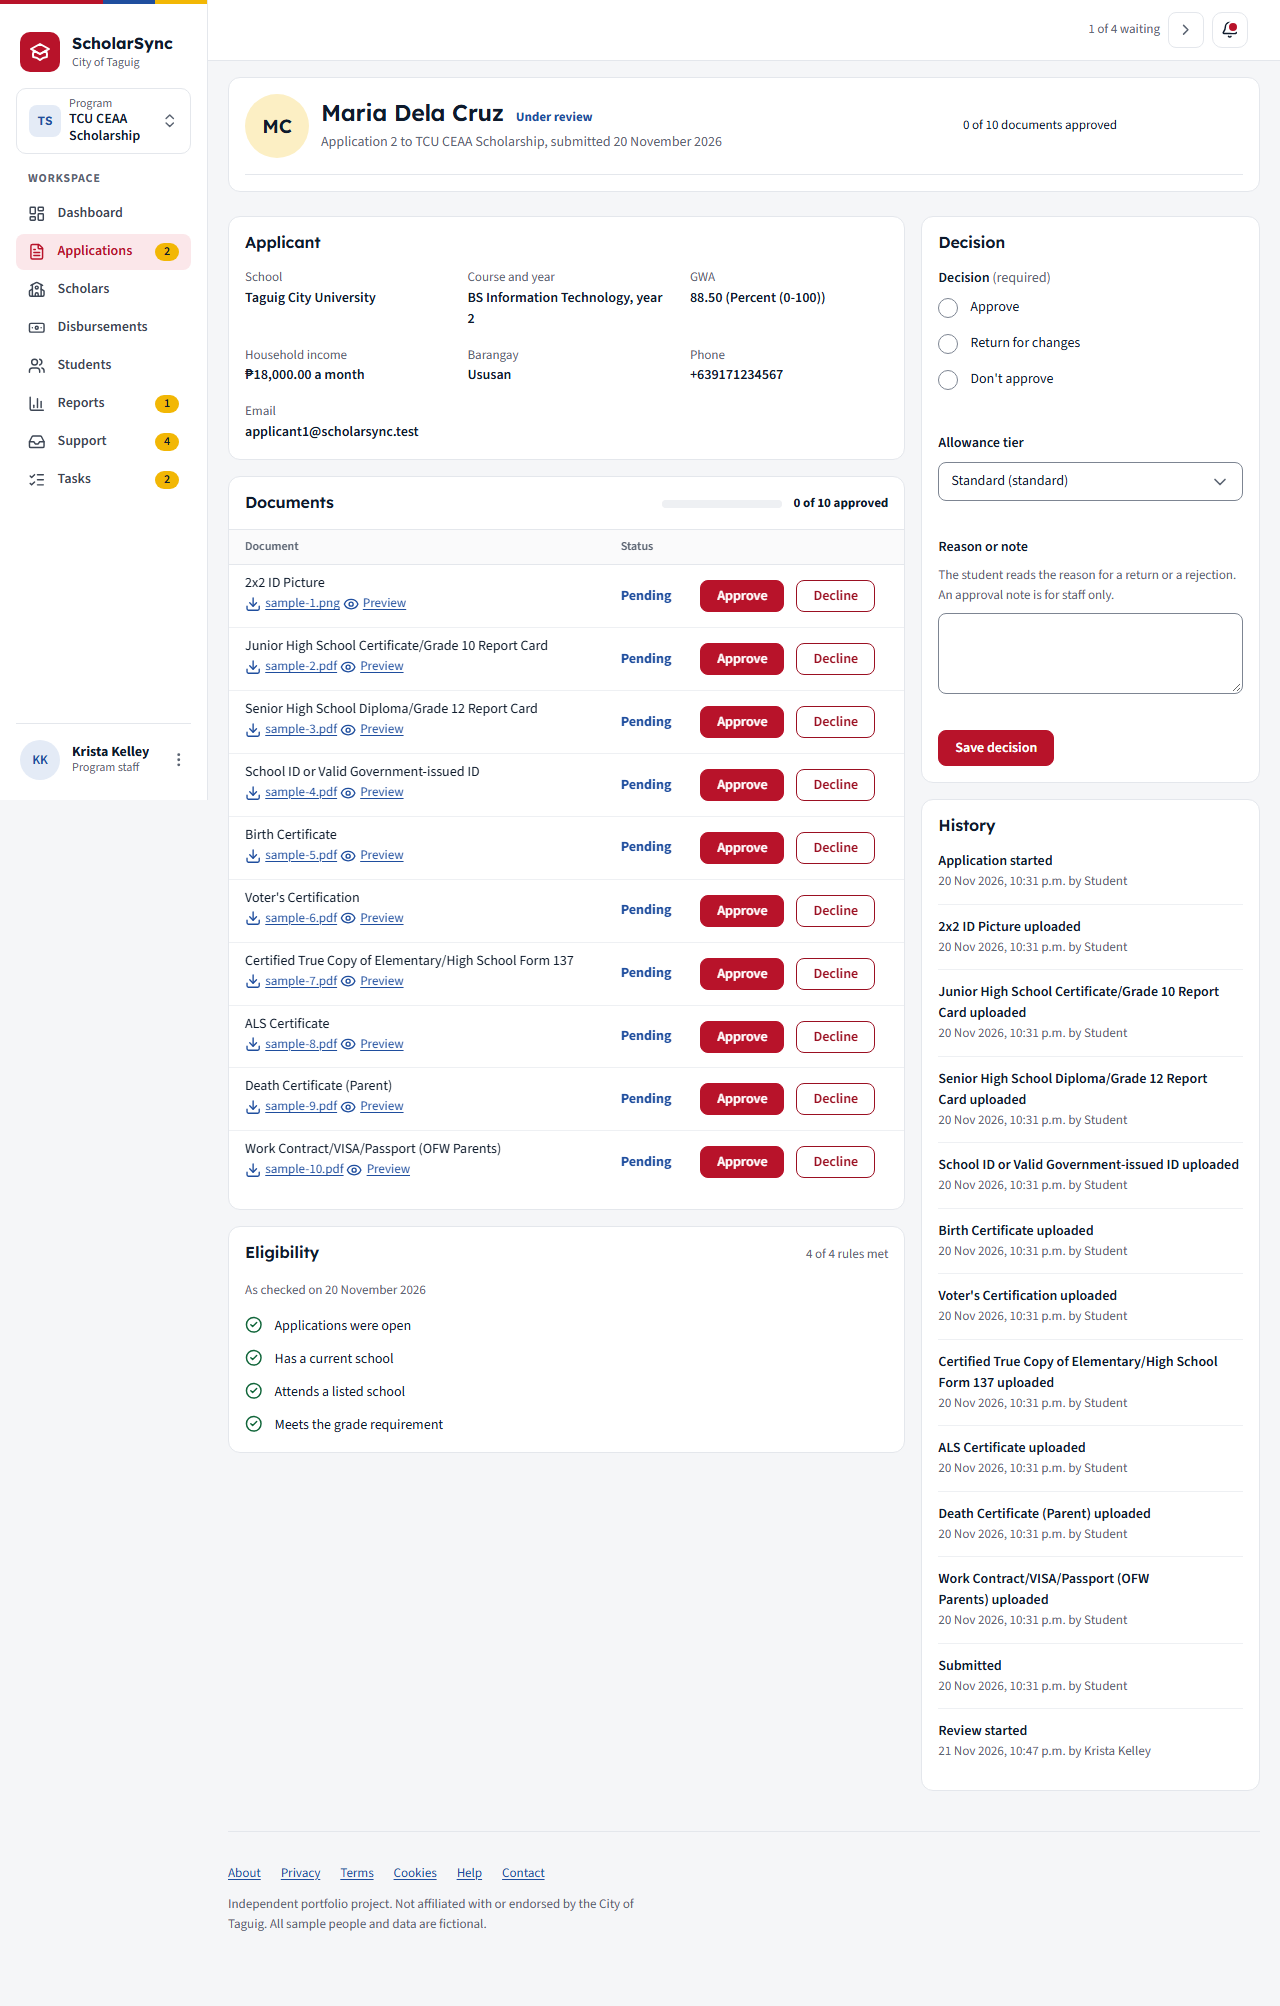 ScholarSync
City of Taguig
TS
Program
TCU CEAA
Scholarship
WORKSPACE
Dashboard
Applications 2
Scholars
Disbursements
Students
Reports 1
Support 4
Tasks 2
KK
Krista Kelley
Program staff
1 of 4 waiting
MC
Maria Dela Cruz Under review
Application 2 to TCU CEAA Scholarship, submitted 20 November 2026
0 of 10 documents approved
Applicant
School
Taguig City University
Course and year
BS Information Technology, year
2
GWA
88.50 (Percent (0-100))
Household income
₱18,000.00 a month
Barangay
Ususan
Phone
+639171234567
Email
applicant1@scholarsync.test
Documents 0 of 10 approved
Document Status
2x2 ID Picture
sample-1.png Preview
Pending Approve Decline
Junior High School Certificate/Grade 10 Report Card
sample-2.pdf Preview
Pending Approve Decline
Senior High School Diploma/Grade 12 Report Card
sample-3.pdf Preview
Pending Approve Decline
School ID or Valid Government-issued ID
sample-4.pdf Preview
Pending Approve Decline
Birth Certificate
sample-5.pdf Preview
Pending Approve Decline
Voter's Certification
sample-6.pdf Preview
Pending Approve Decline
Certified True Copy of Elementary/High School Form 137
sample-7.pdf Preview
Pending Approve Decline
ALS Certificate
sample-8.pdf Preview
Pending Approve Decline
Death Certificate (Parent)
sample-9.pdf Preview
Pending Approve Decline
Work Contract/VISA/Passport (OFW Parents)
sample-10.pdf Preview
Pending Approve Decline
Eligibility 4 of 4 rules met
As checked on 20 November 2026
Applications were open
Has a current school
Attends a listed school
Meets the grade requirement
Decision
Decision (required)
Approve
Return for changes
Don't approve
Allowance tier
Standard (standard)
Reason or note
The student reads the reason for a return or a rejection.
An approval note is for staff only.
Save decision
History
Application started
20 Nov 2026, 10:31 p.m. by Student
2x2 ID Picture uploaded
20 Nov 2026, 10:31 p.m. by Student
Junior High School Certificate/Grade 10 Report
Card uploaded
20 Nov 2026, 10:31 p.m. by Student
Senior High School Diploma/Grade 12 Report
Card uploaded
20 Nov 2026, 10:31 p.m. by Student
School ID or Valid Government-issued ID uploaded
20 Nov 2026, 10:31 p.m. by Student
Birth Certificate uploaded
20 Nov 2026, 10:31 p.m. by Student
Voter's Certification uploaded
20 Nov 2026, 10:31 p.m. by Student
Certified True Copy of Elementary/High School
Form 137 uploaded
20 Nov 2026, 10:31 p.m. by Student
ALS Certificate uploaded
20 Nov 2026, 10:31 p.m. by Student
Death Certificate (Parent) uploaded
20 Nov 2026, 10:31 p.m. by Student
Work Contract/VISA/Passport (OFW
Parents) uploaded
20 Nov 2026, 10:31 p.m. by Student
Submitted
20 Nov 2026, 10:31 p.m. by Student
Review started
21 Nov 2026, 10:47 p.m. by Krista Kelley
About Privacy Terms Cookies Help Contact
Independent portfolio project. Not affiliated with or endorsed by the City of
Taguig. All sample people and data are fictional.